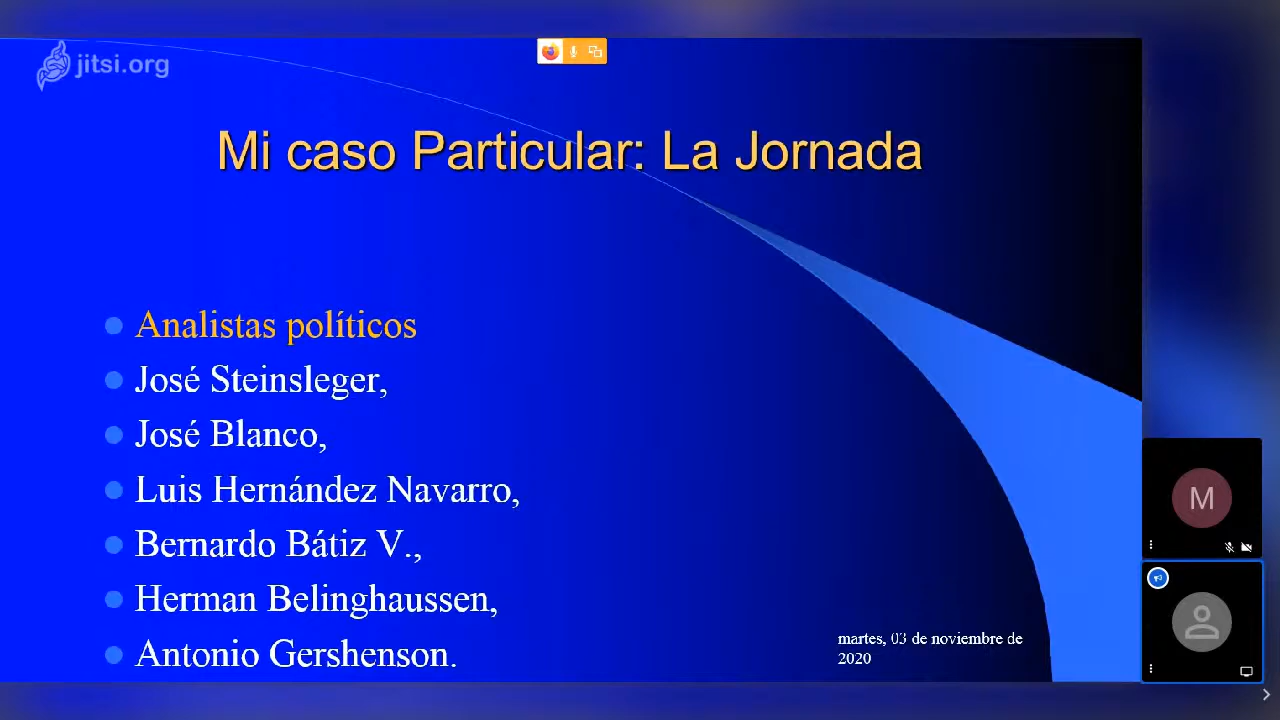 jitsi.org
Mi caso Particular: La Jornada
Analistas políticos
José Steinsleger,
José Blanco,
Luis Hernández Navarro,
Bernardo Bátiz V.,
Herman Belinghaussen,
Antonio Gershenson.
martes, 03 de noviembre de
2020
M